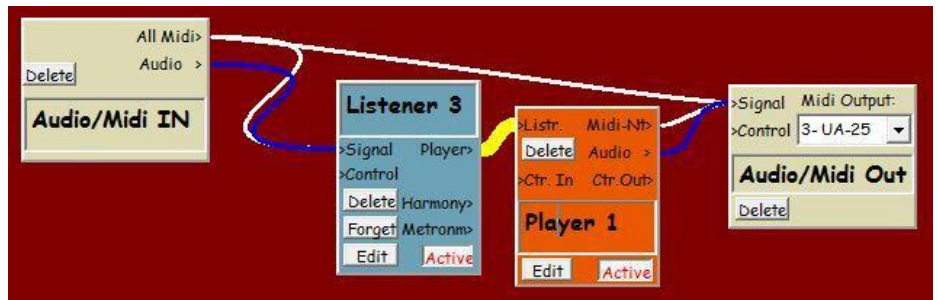 All Midi>
Audio >
Delete
Audio/Midi IN
Listener 3
>Signal Player>
>Control
Delete Harmony>
Forget Metronm>
Edit Active
>Listr. Midi-Nt>
Delete Audio >
>Ctr. In Ctr.Out>
Player 1
Edit Active
>Signal Midi Output:
>Control 3- UA-25
Audio/Midi Out
Delete